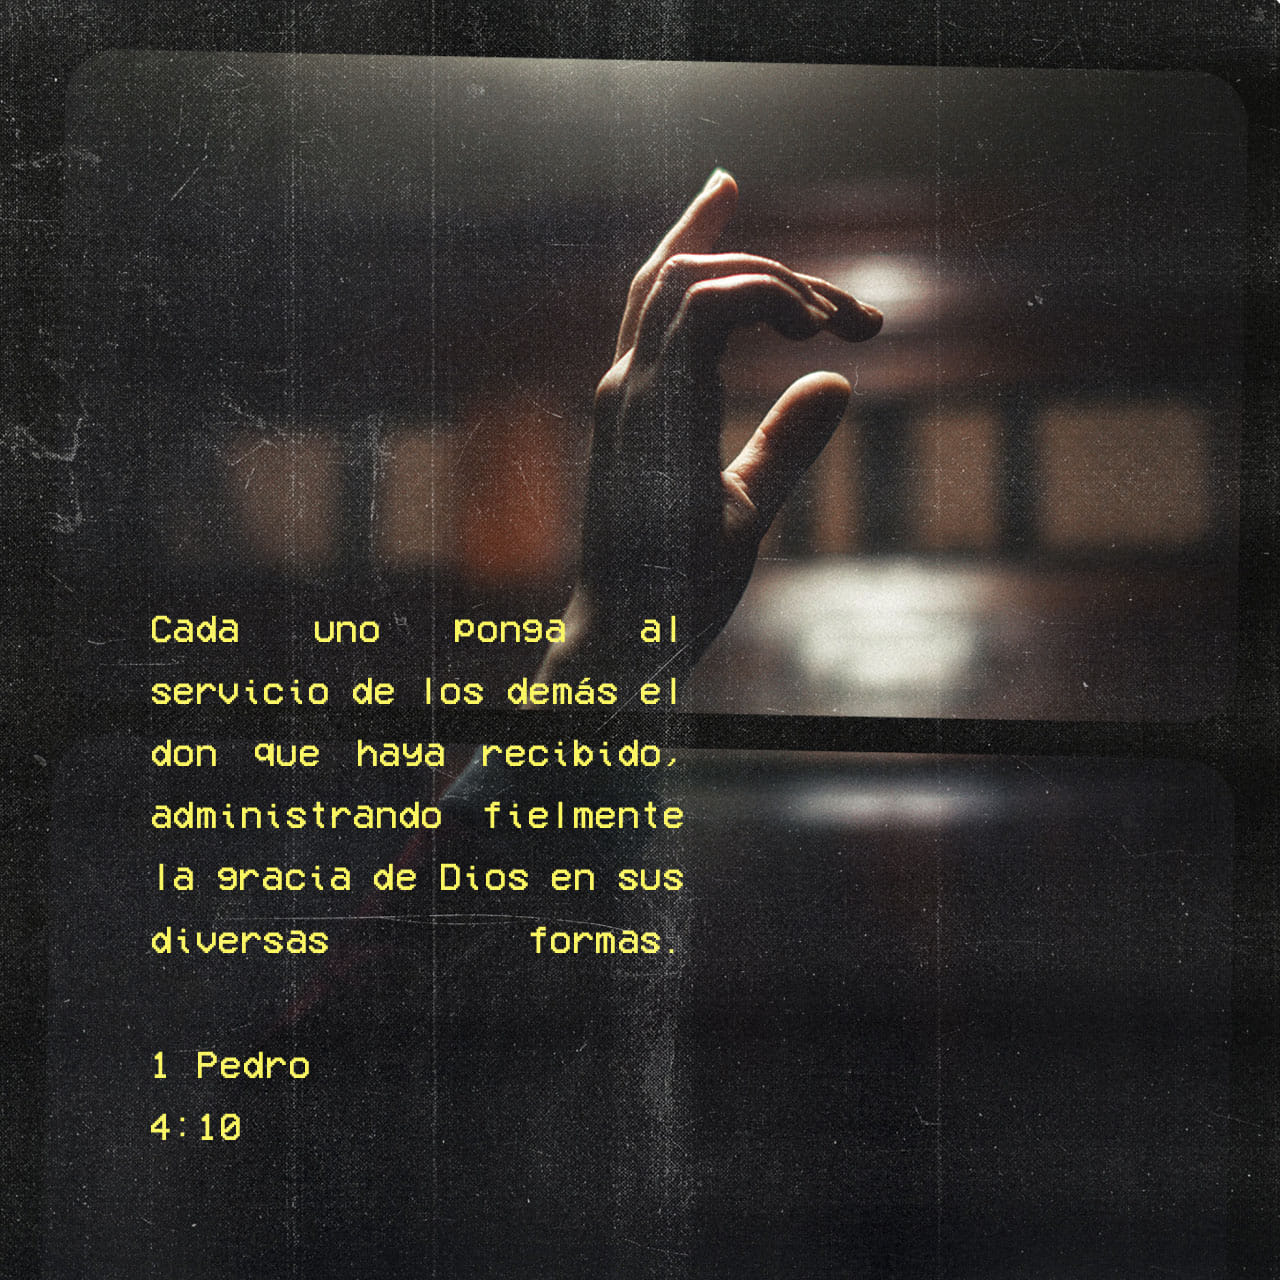 Cada uno ponga al
servicio de los demás el
don que haya recibido,
administrando fielmente
la gracia de Dios en sus
diversas formas.
1 Pedro
4:10